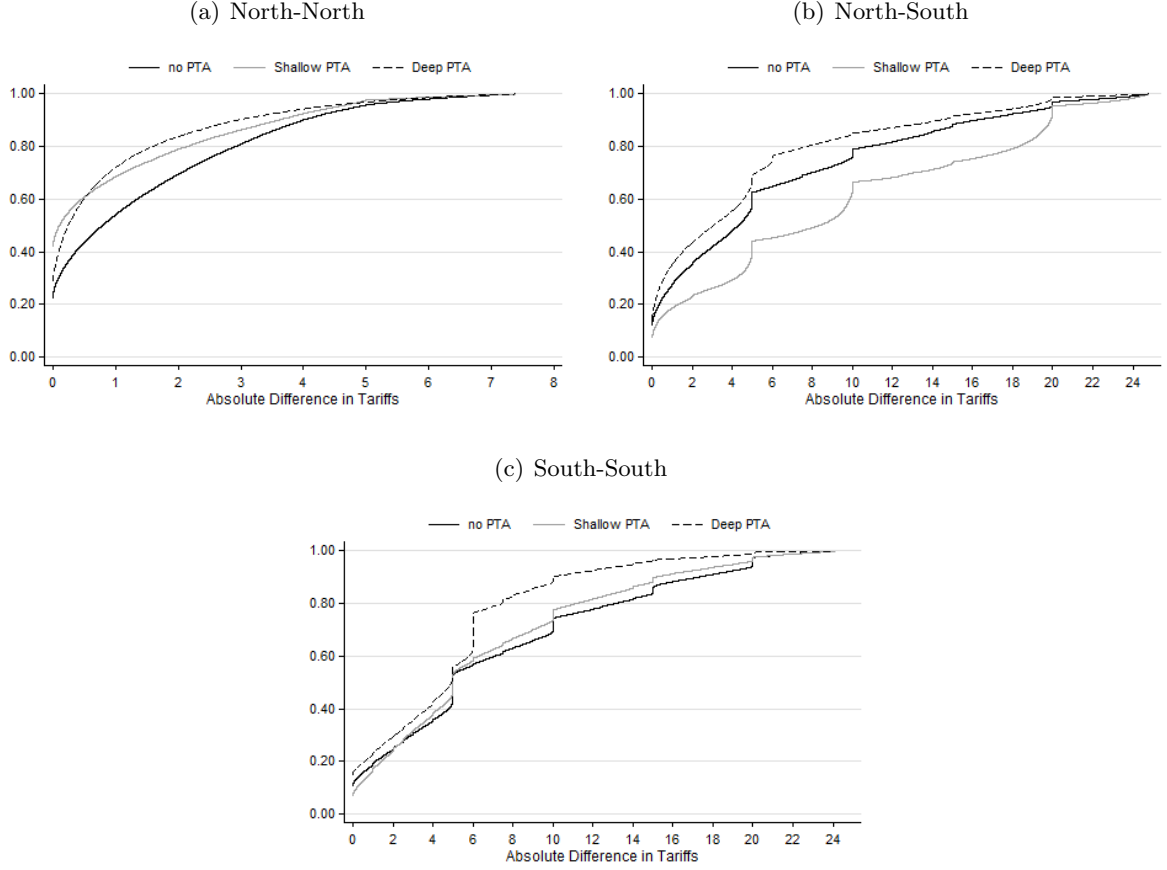 (a) North-North
no PTA Shallow PTA Deep PTA
1.00
0.80
0.60
0.40
0.20
0.00
0 1 2 3 4 5 6 7 8
Absolute Difference in Tariffs
(b) North-South
no PTA Shallow PTA Deep PTA
1.00
0.80
0.60
0.40
0.20
0.00
0 2 4 6 8 10 12 14 16 18 20 22 24
Absolute Difference in Tariffs
(c) South-South
no PTA Shallow PTA Deep PTA
1.00
0.80
0.60
0.40
0.20
0.00
0 2 4 6 8 10 12 14 16 18 20 22 24
Absolute Difference in Tariffs